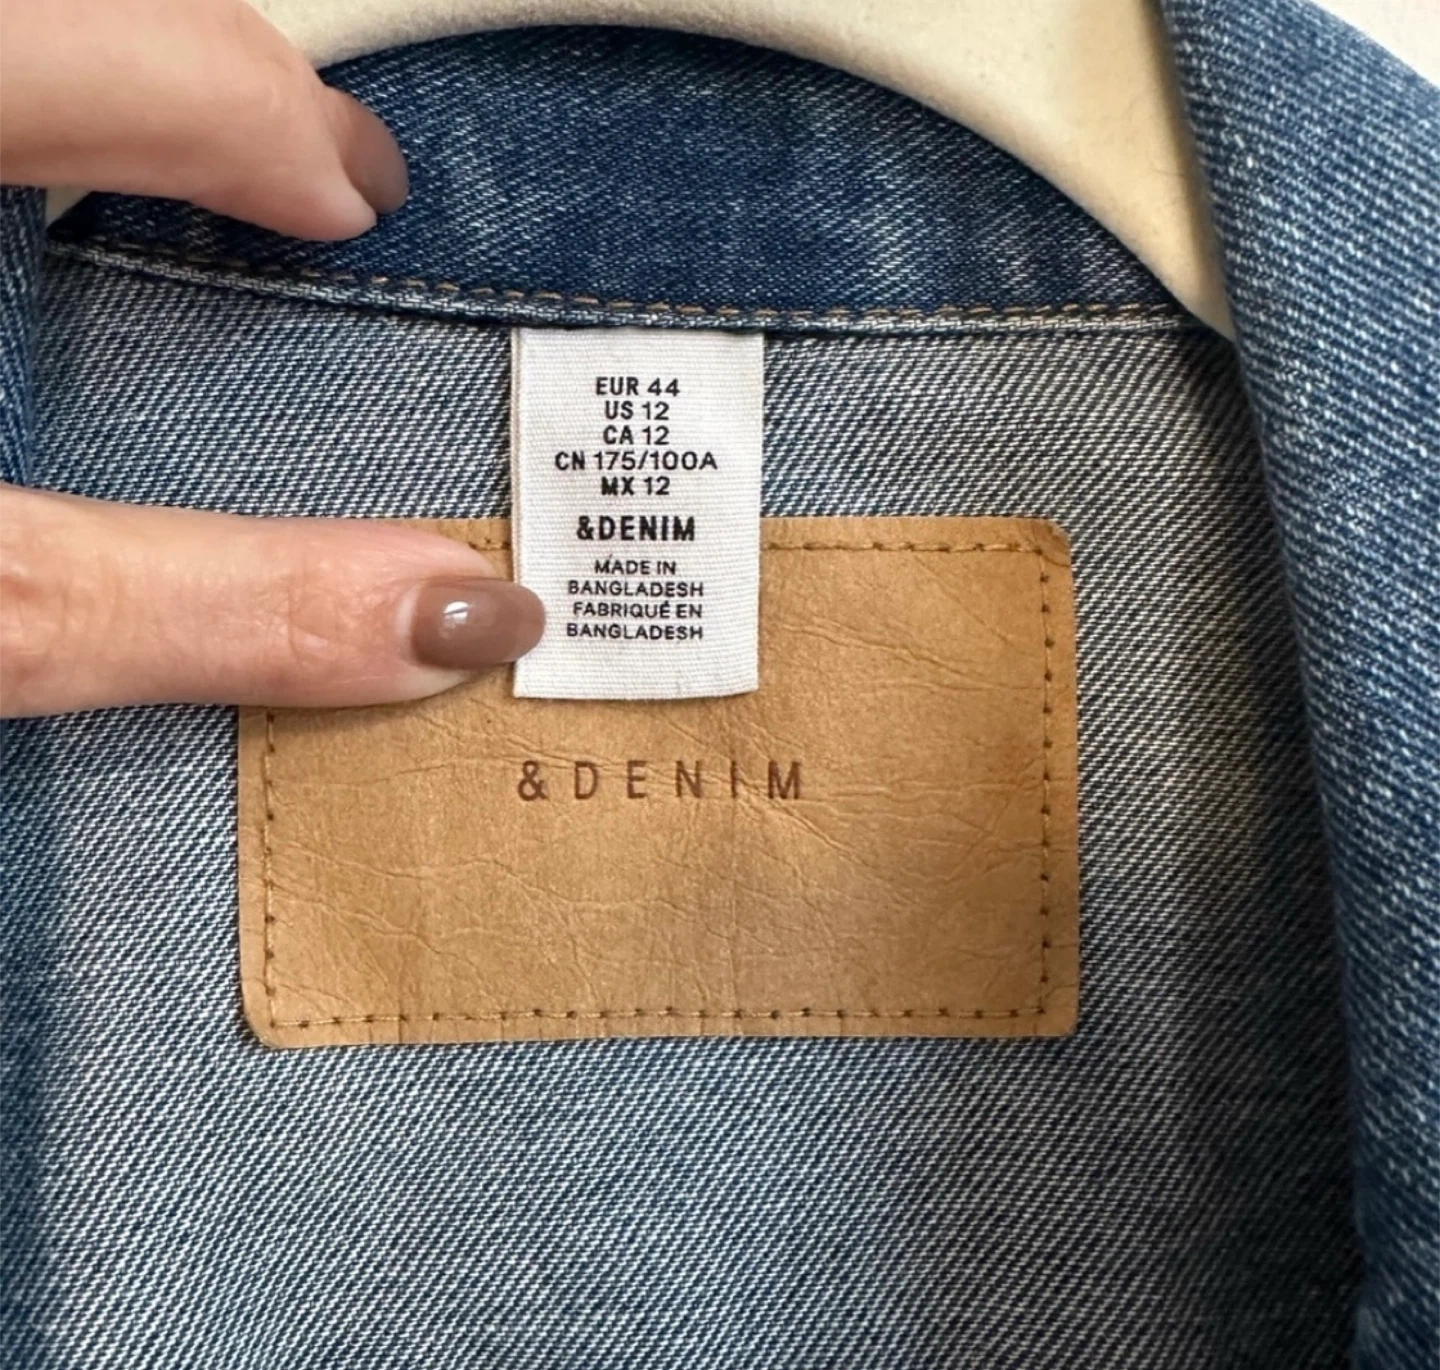 EUR 44
US 12
CA 12
CN 175/100A
MX 12
&DENIM
MADE IN
BANGLADESH
FABRIQUÉ EN
BANGLADESH
&DENIM